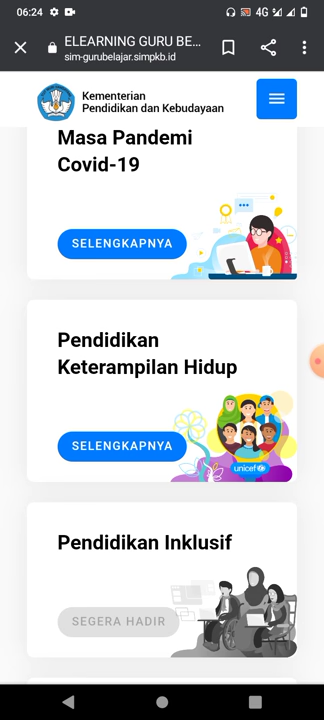 06:24
4G
ELEARNING GURU BE...
sim-gurubelajar.simpkb.id
Kementerian
Pendidikan dan Kebudayaan
Masa Pandemi
Covid-19
SELENGKAPNYA
Pendidikan
Keterampilan Hidup
SELENGKAPNYA
unicef
Pendidikan Inklusif
SEGERA HADIR